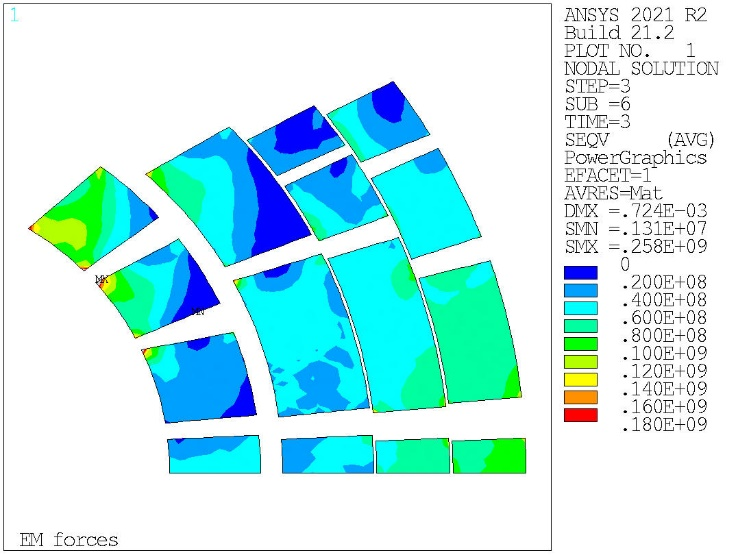 1
ANSYS 2021 R2
Build 21.2
PLOT NO. 1
NODAL SOLUTION
STEP=3
SUB =6
TIME=3
SEQV (AVG)
PowerGraphics
EFACET=1
AVRES=Mat
DMX =.724E-03
SMN =.131E+07
SMX =.258E+09
0
.200E+08
.400E+08
.600E+08
.800E+08
.100E+09
.120E+09
.140E+09
.160E+09
.180E+09
MX
MN
EM forces